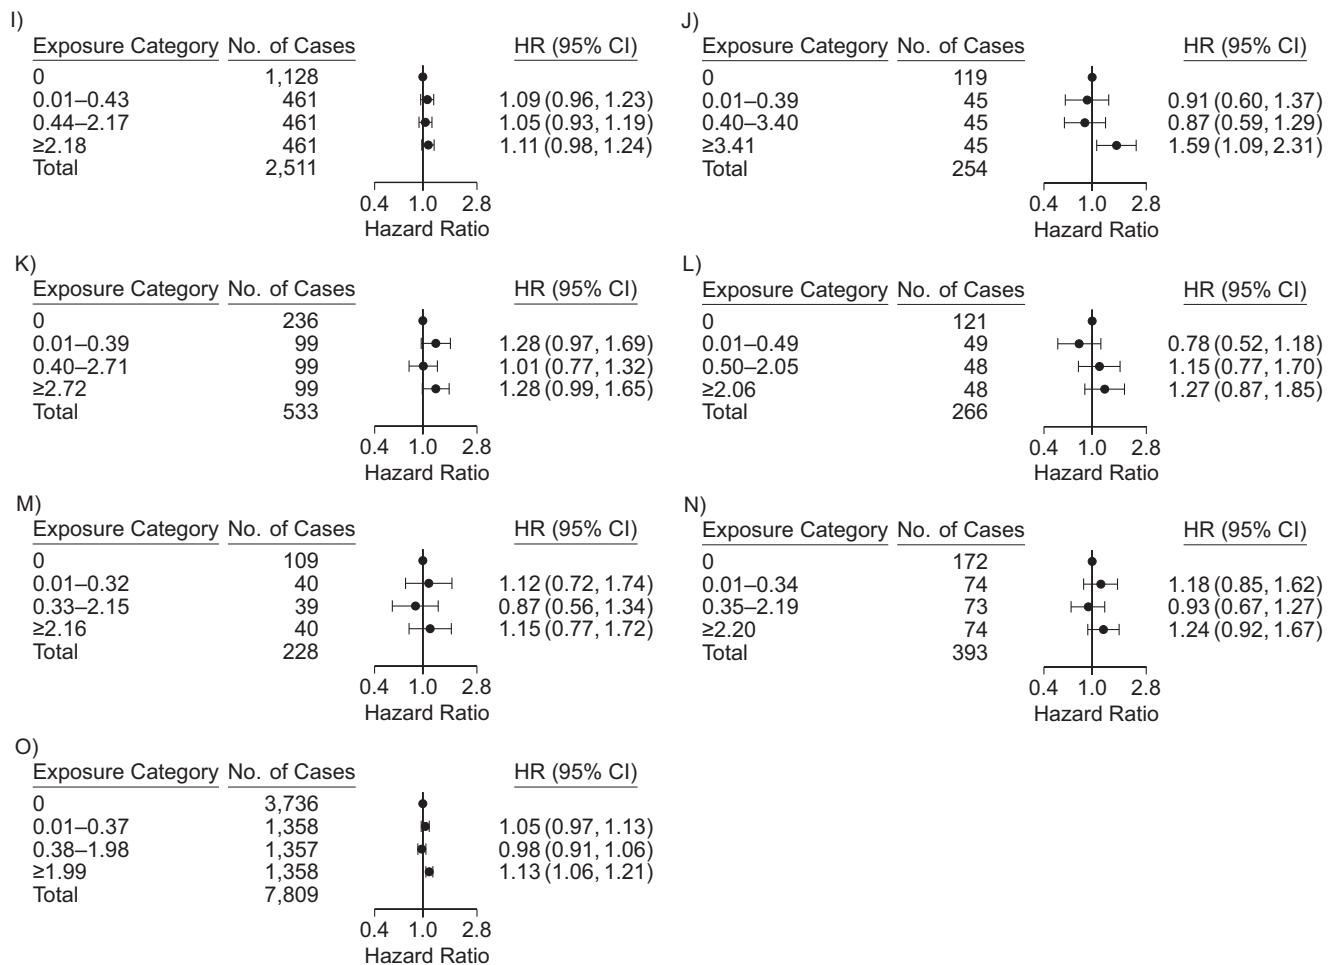 I)
Exposure Category No. of Cases HR (95% CI)
0 1,128
0.01–0.43 461 1.09 (0.96, 1.23)
0.44–2.17 461 1.05 (0.93, 1.19)
≥2.18 461 1.11 (0.98, 1.24)
Total 2,511
0.4 1.0 2.8
Hazard Ratio
J)
Exposure Category No. of Cases HR (95% CI)
0 119
0.01–0.39 45 0.91 (0.60, 1.37)
0.40–3.40 45 0.87 (0.59, 1.29)
≥3.41 45 1.59 (1.09, 2.31)
Total 254
0.4 1.0 2.8
Hazard Ratio
K)
Exposure Category No. of Cases HR (95% CI)
0 236
0.01–0.39 99 1.28 (0.97, 1.69)
0.40–2.71 99 1.01 (0.77, 1.32)
≥2.72 99 1.28 (0.99, 1.65)
Total 533
0.4 1.0 2.8
Hazard Ratio
L)
Exposure Category No. of Cases HR (95% CI)
0 121
0.01–0.49 49 0.78 (0.52, 1.18)
0.50–2.05 48 1.15 (0.77, 1.70)
≥2.06 48 1.27 (0.87, 1.85)
Total 266
0.4 1.0 2.8
Hazard Ratio
M)
Exposure Category No. of Cases HR (95% CI)
0 109
0.01–0.32 40 1.12 (0.72, 1.74)
0.33–2.15 39 0.87 (0.56, 1.34)
≥2.16 40 1.15 (0.77, 1.72)
Total 228
0.4 1.0 2.8
Hazard Ratio
N)
Exposure Category No. of Cases HR (95% CI)
0 172
0.01–0.34 74 1.18 (0.85, 1.62)
0.35–2.19 73 0.93 (0.67, 1.27)
≥2.20 74 1.24 (0.92, 1.67)
Total 393
0.4 1.0 2.8
Hazard Ratio
O)
Exposure Category No. of Cases HR (95% CI)
0 3,736
0.01–0.37 1,358 1.05 (0.97, 1.13)
0.38–1.98 1,357 0.98 (0.91, 1.06)
≥1.99 1,358 1.13 (1.06, 1.21)
Total 7,809
0.4 1.0 2.8
Hazard Ratio